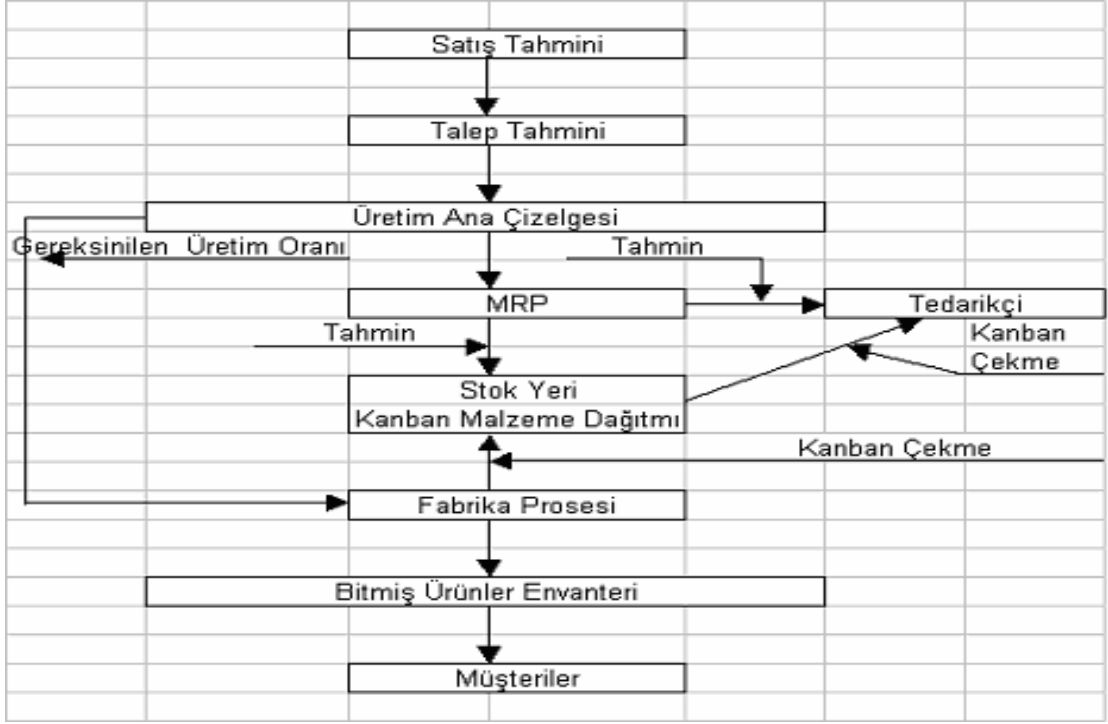 Satış Tahmini
Talep Tahmini
Üretim Ana Çizelgesi
Gereksinilen Üretim Oranı
Tahmin
MRP
Tedarikçi
Tahmin
Kanban
Çekme
Stok Yeri
Kanban Malzeme Dağıtmı
Kanban Çekme
Fabrika Prosesi
Bitmiş Ürünler Envanteri
Müşteriler